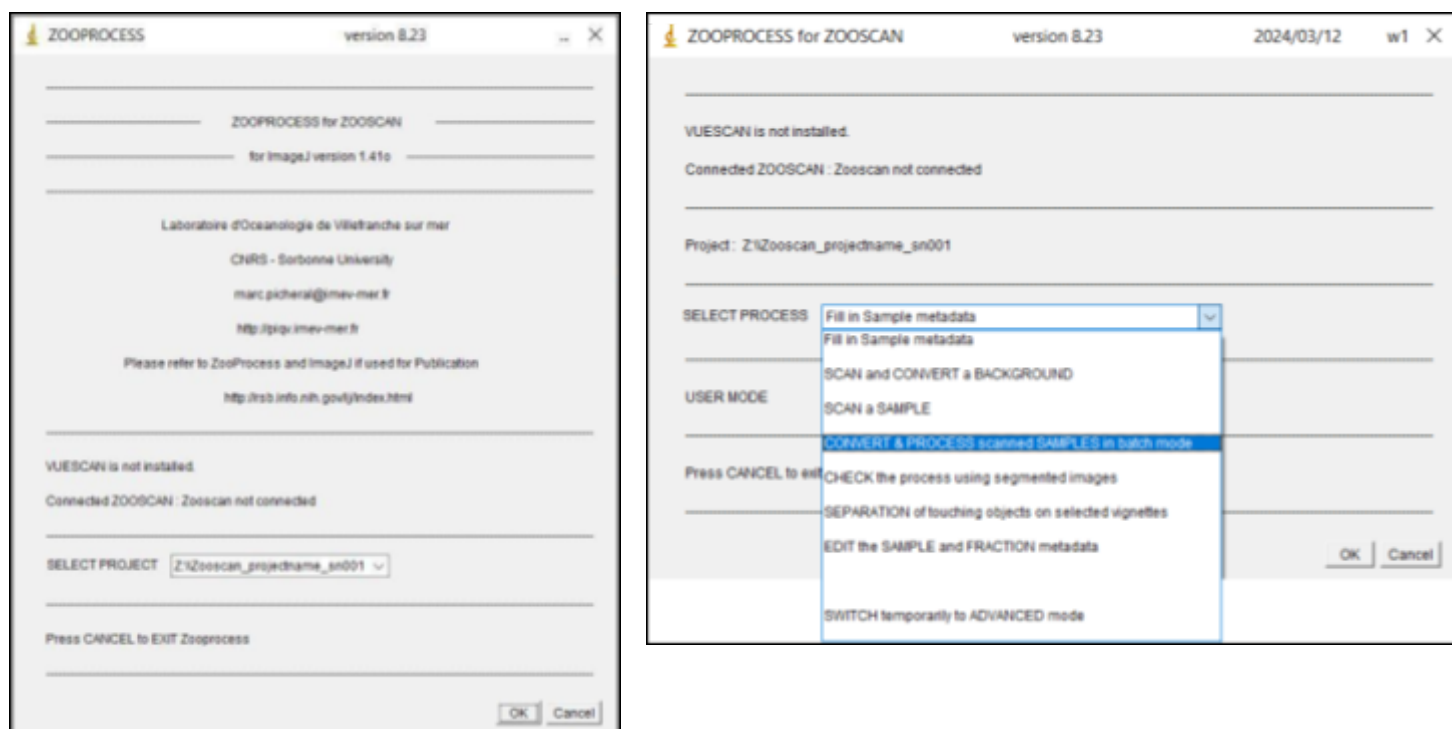 ZOOPROCESS version 8.23
ZOOPROCESS for ZOOSCAN
for ImageJ version 1.41o
Laboratoire d'Oceanologie de Villefranche sur mer
CNRS - Sorbonne University
marc.picheral@imev-mer.fr
http://piqv.imev-mer.fr
Please refer to ZooProcess and ImageJ if used for Publication
http://rsb.info.nih.gov/ij/index.html
VUESCAN is not installed.
Connected ZOOSCAN : Zooscan not connected
SELECT PROJECT Z:\Zooscan_projectname_sn001
Press CANCEL to EXIT Zooprocess
OK Cancel
ZOOPROCESS for ZOOSCAN version 8.23 2024/03/12 w1
VUESCAN is not installed.
Connected ZOOSCAN : Zooscan not connected
Project : Z:\Zooscan_projectname_sn001
SELECT PROCESS Fill in Sample metadata
Fill in Sample metadata
SCAN and CONVERT a BACKGROUND
USER MODE
SCAN a SAMPLE
CONVERT & PROCESS scanned SAMPLES in batch mode
Press CANCEL to exit
CHECK the process using segmented images
SEPARATION of touching objects on selected vignettes
EDIT the SAMPLE and FRACTION metadata
OK Cancel
SWITCH temporarily to ADVANCED mode